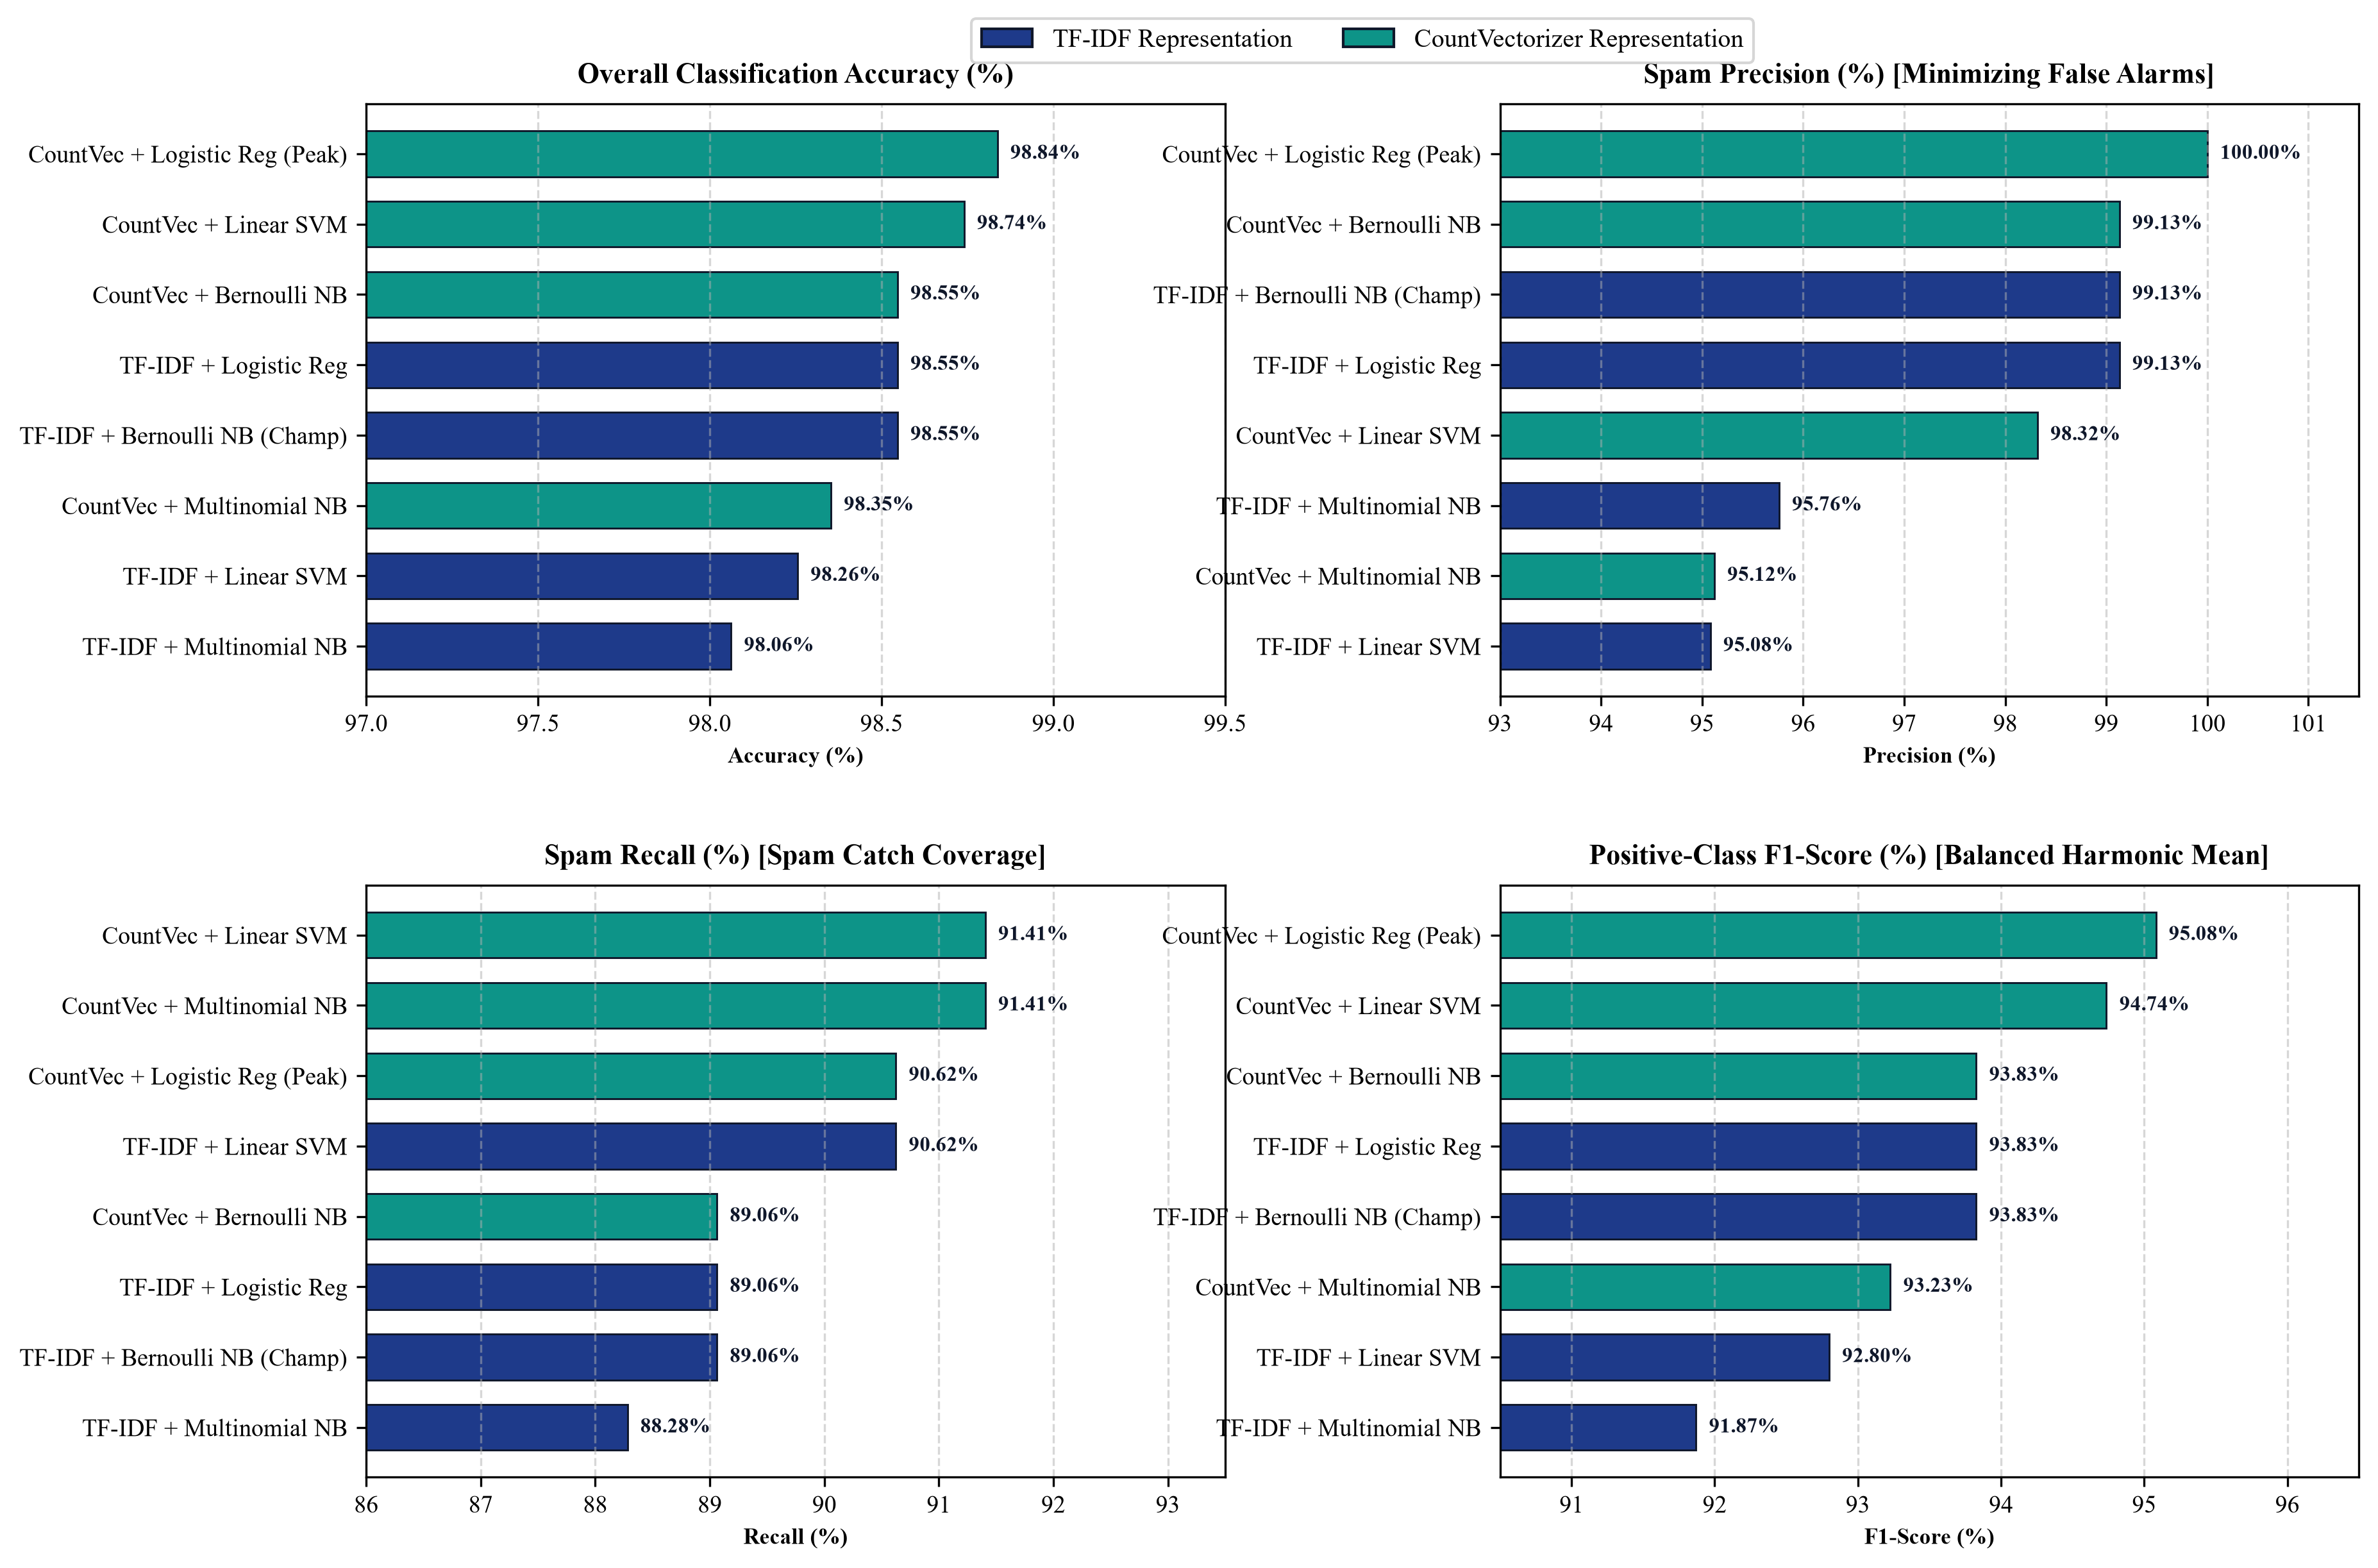 TF-IDF Representation
CountVectorizer Representation
Overall Classification Accuracy (%)
CountVec + Logistic Reg (Peak)
98.84%
CountVec + Linear SVM
98.74%
CountVec + Bernoulli NB
98.55%
TF-IDF + Logistic Reg
98.55%
TF-IDF + Bernoulli NB (Champ)
98.55%
CountVec + Multinomial NB
98.35%
TF-IDF + Linear SVM
98.26%
TF-IDF + Multinomial NB
98.06%
97.0 97.5 98.0 98.5 99.0 99.5
Accuracy (%)
Spam Precision (%) [Minimizing False Alarms]
CountVec + Logistic Reg (Peak)
100.00%
CountVec + Bernoulli NB
99.13%
TF-IDF + Bernoulli NB (Champ)
99.13%
TF-IDF + Logistic Reg
99.13%
CountVec + Linear SVM
98.32%
TF-IDF + Multinomial NB
95.76%
CountVec + Multinomial NB
95.12%
TF-IDF + Linear SVM
95.08%
93 94 95 96 97 98 99 100 101
Precision (%)
Spam Recall (%) [Spam Catch Coverage]
CountVec + Linear SVM
91.41%
CountVec + Multinomial NB
91.41%
CountVec + Logistic Reg (Peak)
90.62%
TF-IDF + Linear SVM
90.62%
CountVec + Bernoulli NB
89.06%
TF-IDF + Logistic Reg
89.06%
TF-IDF + Bernoulli NB (Champ)
89.06%
TF-IDF + Multinomial NB
88.28%
86 87 88 89 90 91 92 93
Recall (%)
Positive-Class F1-Score (%) [Balanced Harmonic Mean]
CountVec + Logistic Reg (Peak)
95.08%
CountVec + Linear SVM
94.74%
CountVec + Bernoulli NB
93.83%
TF-IDF + Logistic Reg
93.83%
TF-IDF + Bernoulli NB (Champ)
93.83%
CountVec + Multinomial NB
93.23%
TF-IDF + Linear SVM
92.80%
TF-IDF + Multinomial NB
91.87%
91 92 93 94 95 96
F1-Score (%)